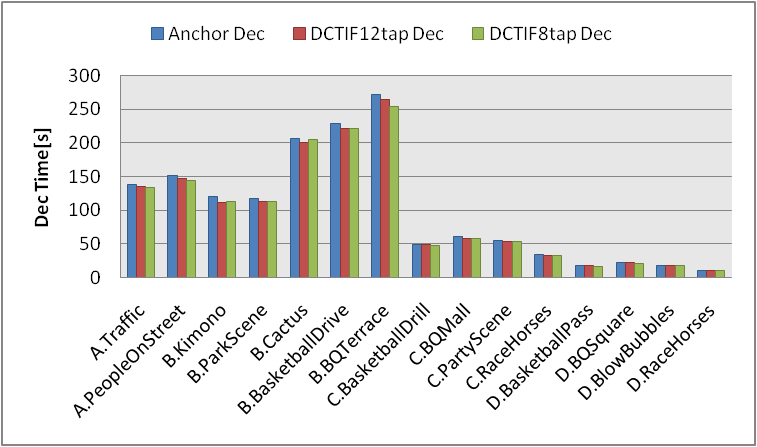 Anchor Dec DCTIF12tap Dec DCTIF8tap Dec
Dec Time[s]
300
250
200
150
100
50
0
A.Traffic
A.PeopleOnStreet
B.Kimono
B.ParkScene
B.Cactus
B.BasketballDrive
B.BQTerrace
C.BasketballDrill
C.BQMall
C.PartyScene
C.RaceHorses
D.BasketballPass
D.BQSquare
D.BlowBubbles
D.RaceHorses